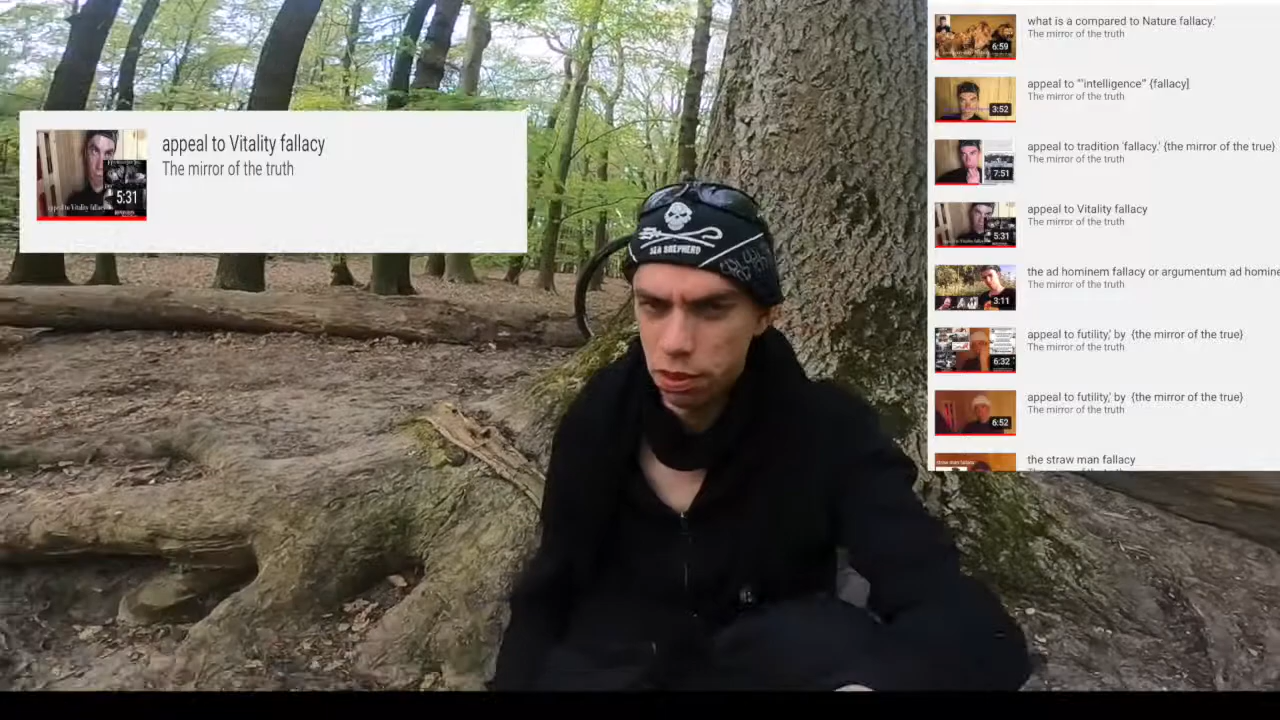 appeal to Vitality fallacy
The mirror of the truth
5:31
SEA SHEPHERD
what is a compared to Nature fallacy.'
The mirror of the truth
6:59
appeal to "'intelligence" {fallacy]
The mirror of the truth
3:52
appeal to tradition 'fallacy.' {the mirror of the true}
The mirror of the truth
7:51
appeal to Vitality fallacy
The mirror of the truth
5:31
the ad hominem fallacy or argumentum ad homine
The mirror of the truth
3:11
appeal to futility,' by {the mirror of the true}
The mirror of the truth
6:32
appeal to futility,' by {the mirror of the true}
The mirror of the truth
6:52
the straw man fallacy